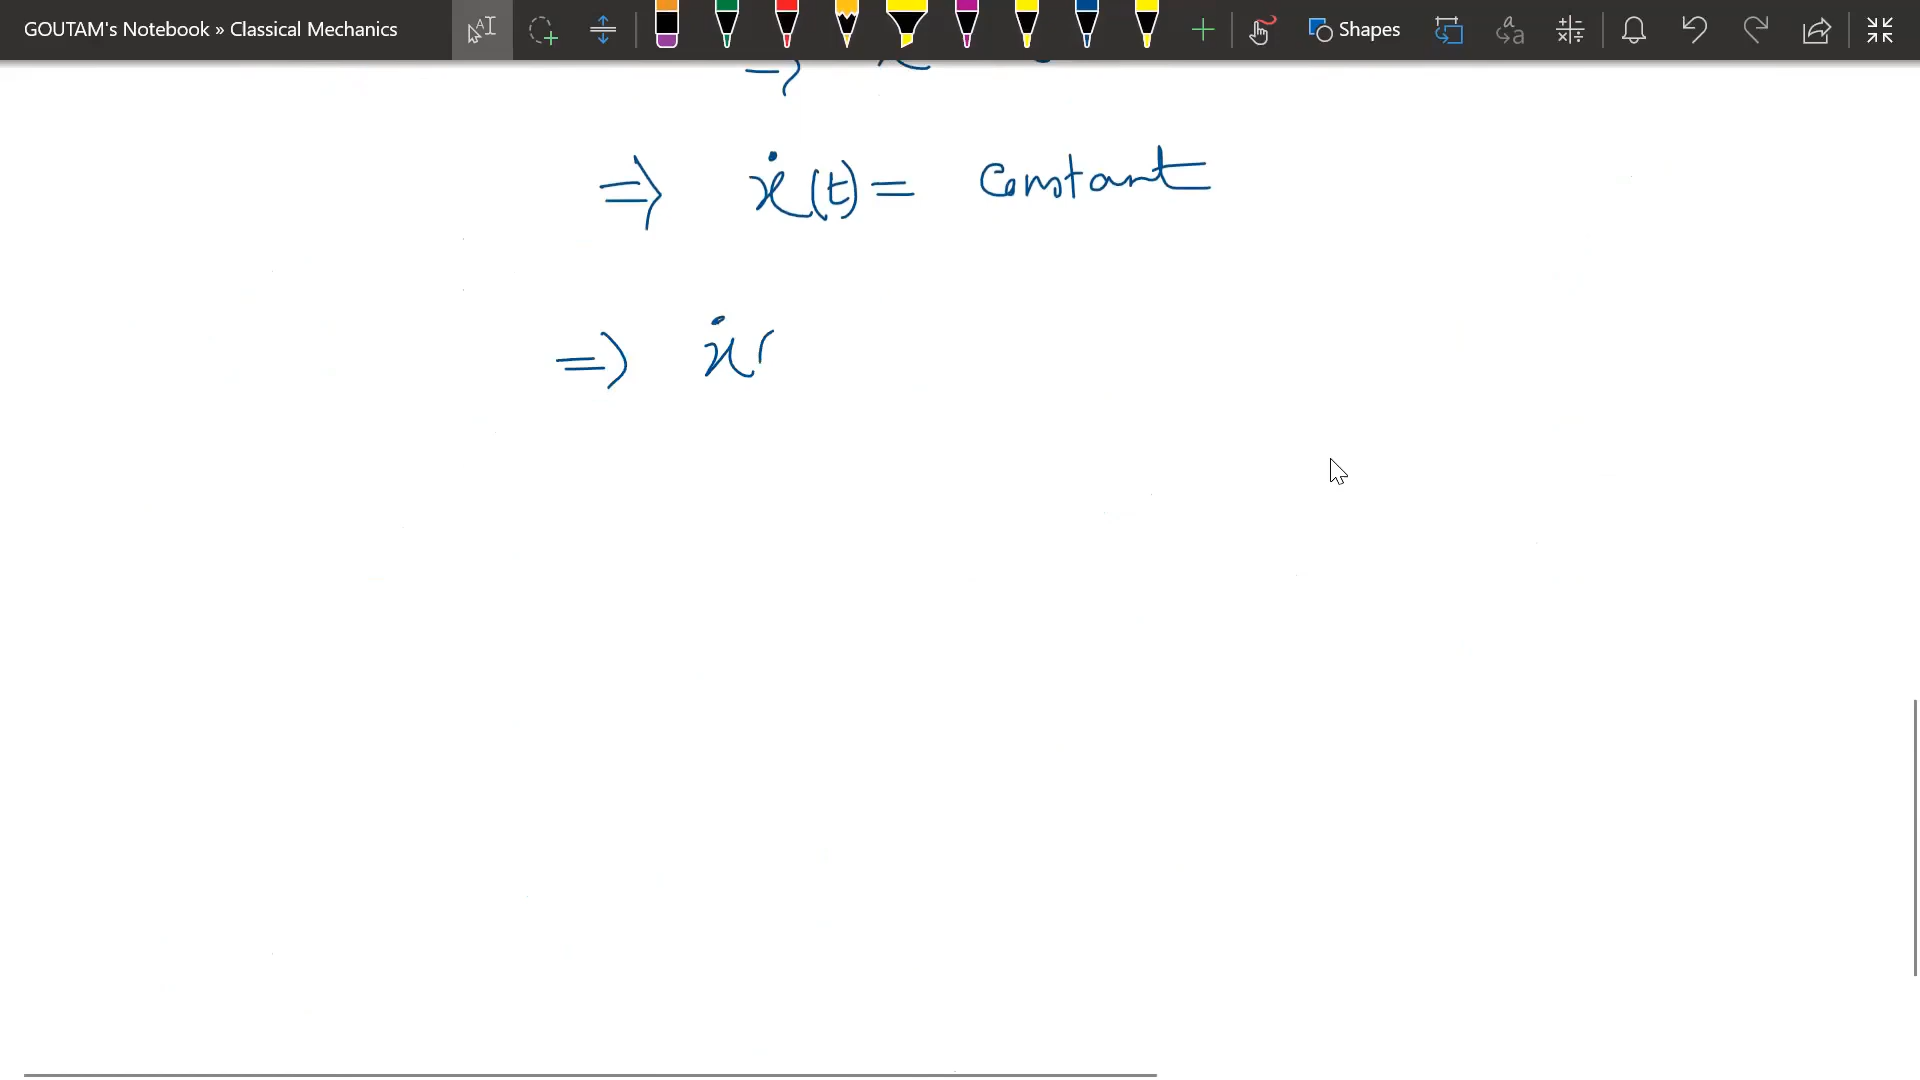 GOUTAM's Notebook » Classical Mechanics
Shapes
⇒ ẋ(t) = constant
⇒ ẋ(